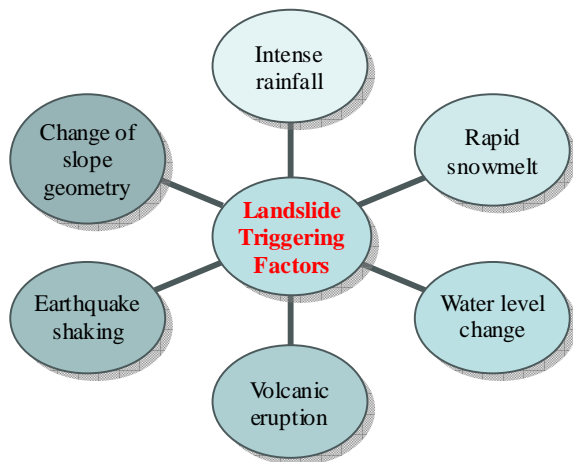 Intense
rainfall
Change of
slope
geometry
Rapid
snowmelt
Landslide
Triggering
Factors
Earthquake
shaking
Water level
change
Volcanic
eruption